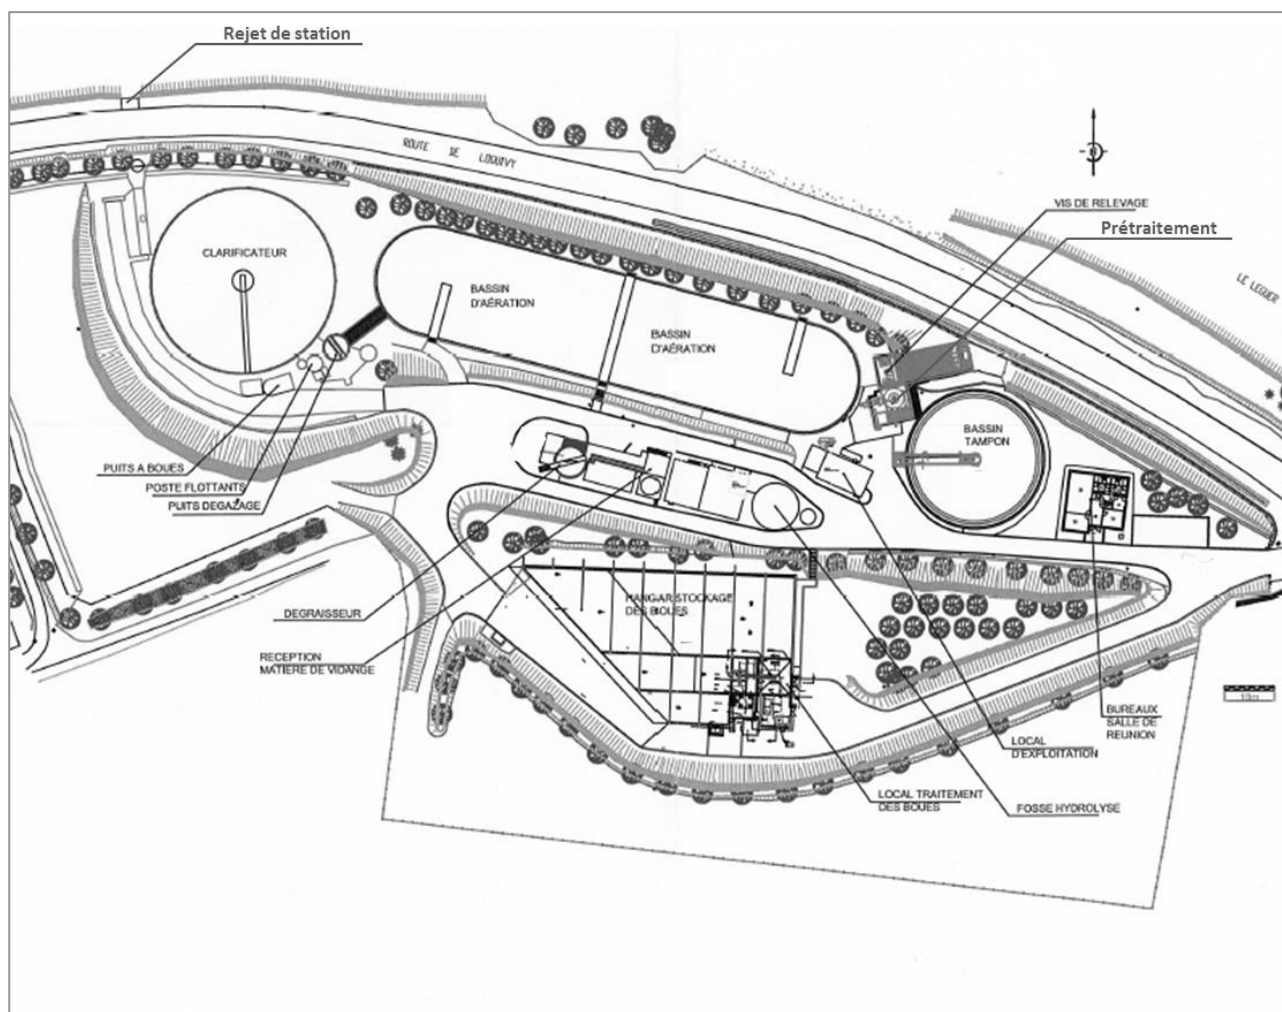 Rejet de station
ROUTE DE LOGUIVY
VIS DE RELEVAGE
Prétraitement
CLARIFICATEUR
LE LEGUER
BASSIN
D'AÉRATION
BASSIN
D'AÉRATION
BASSIN
TAMPON
PUITS A BOUES
POSTE FLOTTANTS
PUITS DEGAZAGE
HANGAR STOCKAGE
DES BOUES
DEGRAISSEUR
RECEPTION
MATIERE DE VIDANGE
10m
BUREAUX
SALLE DE
REUNION
LOCAL
D'EXPLOITATION
LOCAL TRAITEMENT
DES BOUES
FOSSE HYDROLYSE